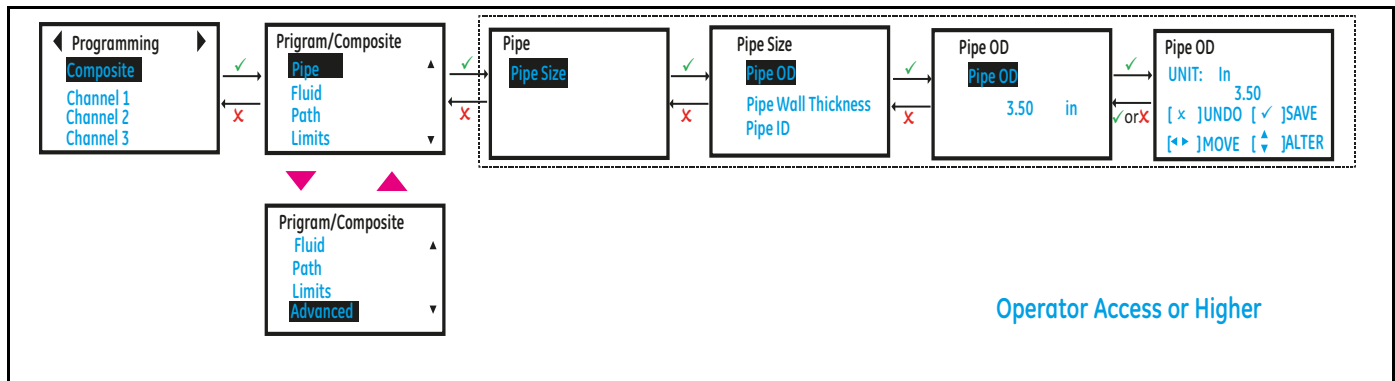 Programming
Composite
Channel 1
Channel 2
Channel 3
Prigram/Composite
Pipe
Fluid
Path
Limits
Pipe
Pipe Size
Pipe Size
Pipe OD
Pipe Wall Thickness
Pipe ID
Pipe OD
Pipe OD
3.50 in
Pipe OD
UNIT: In
3.50
[ x ]UNDO [ ✓ ]SAVE
[◂ ▸ ]MOVE [ ▴▾ ]ALTER
✓orX
Prigram/Composite
Fluid
Path
Limits
Advanced
Operator Access or Higher